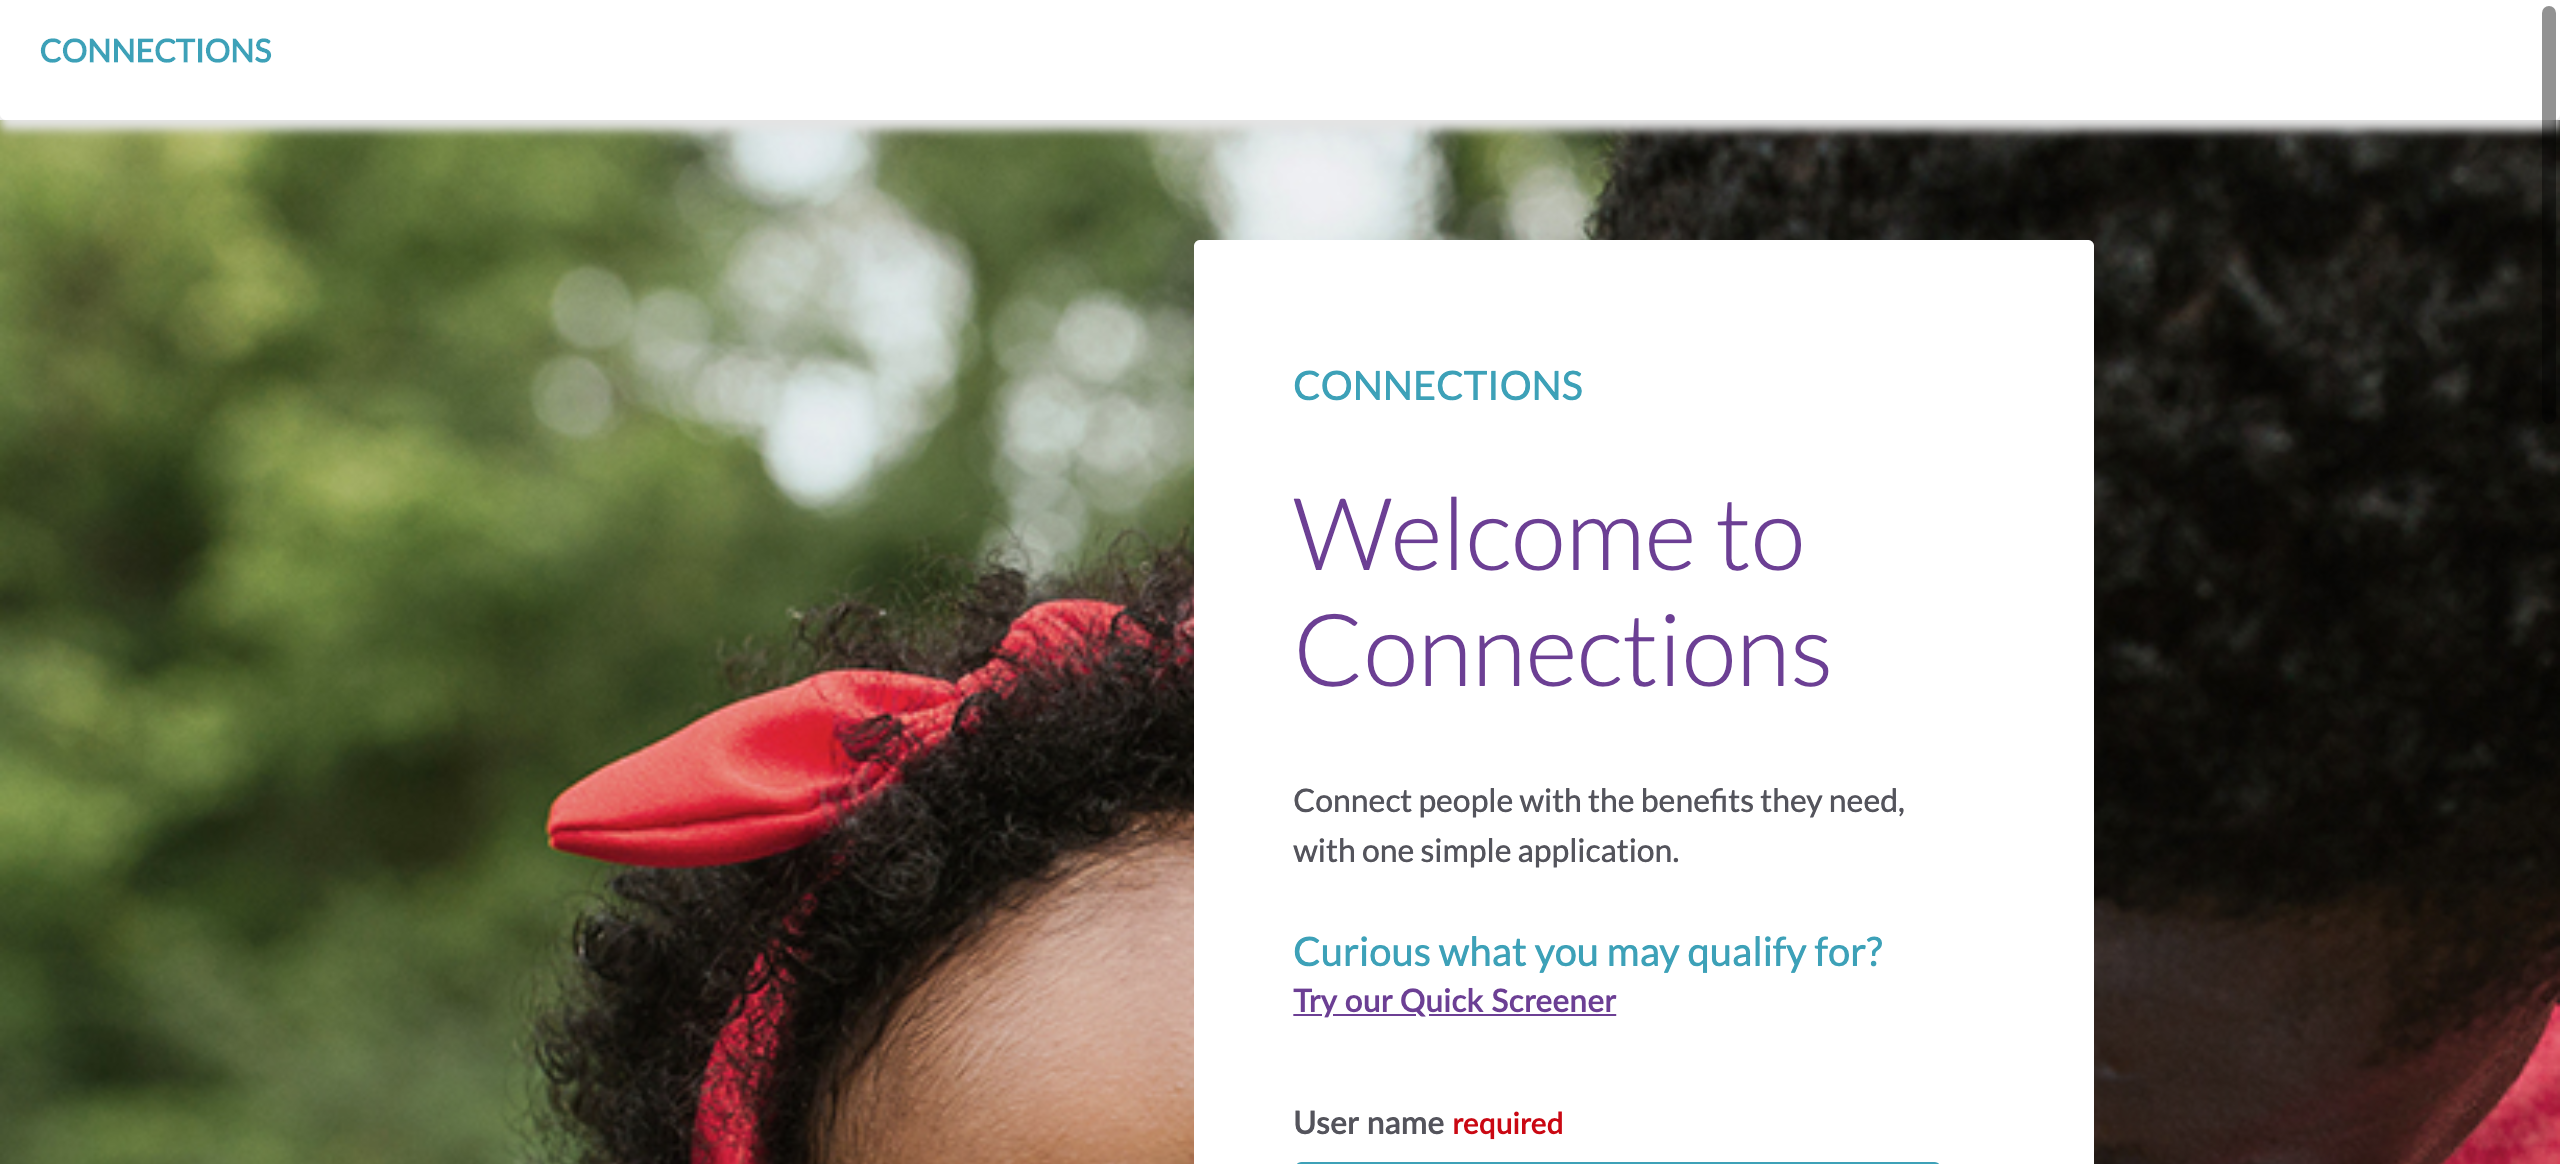 CONNECTIONS
CONNECTIONS
Welcome to
Connections
Connect people with the benefits they need,
with one simple application.
Curious what you may qualify for?
Try our Quick Screener
User name required